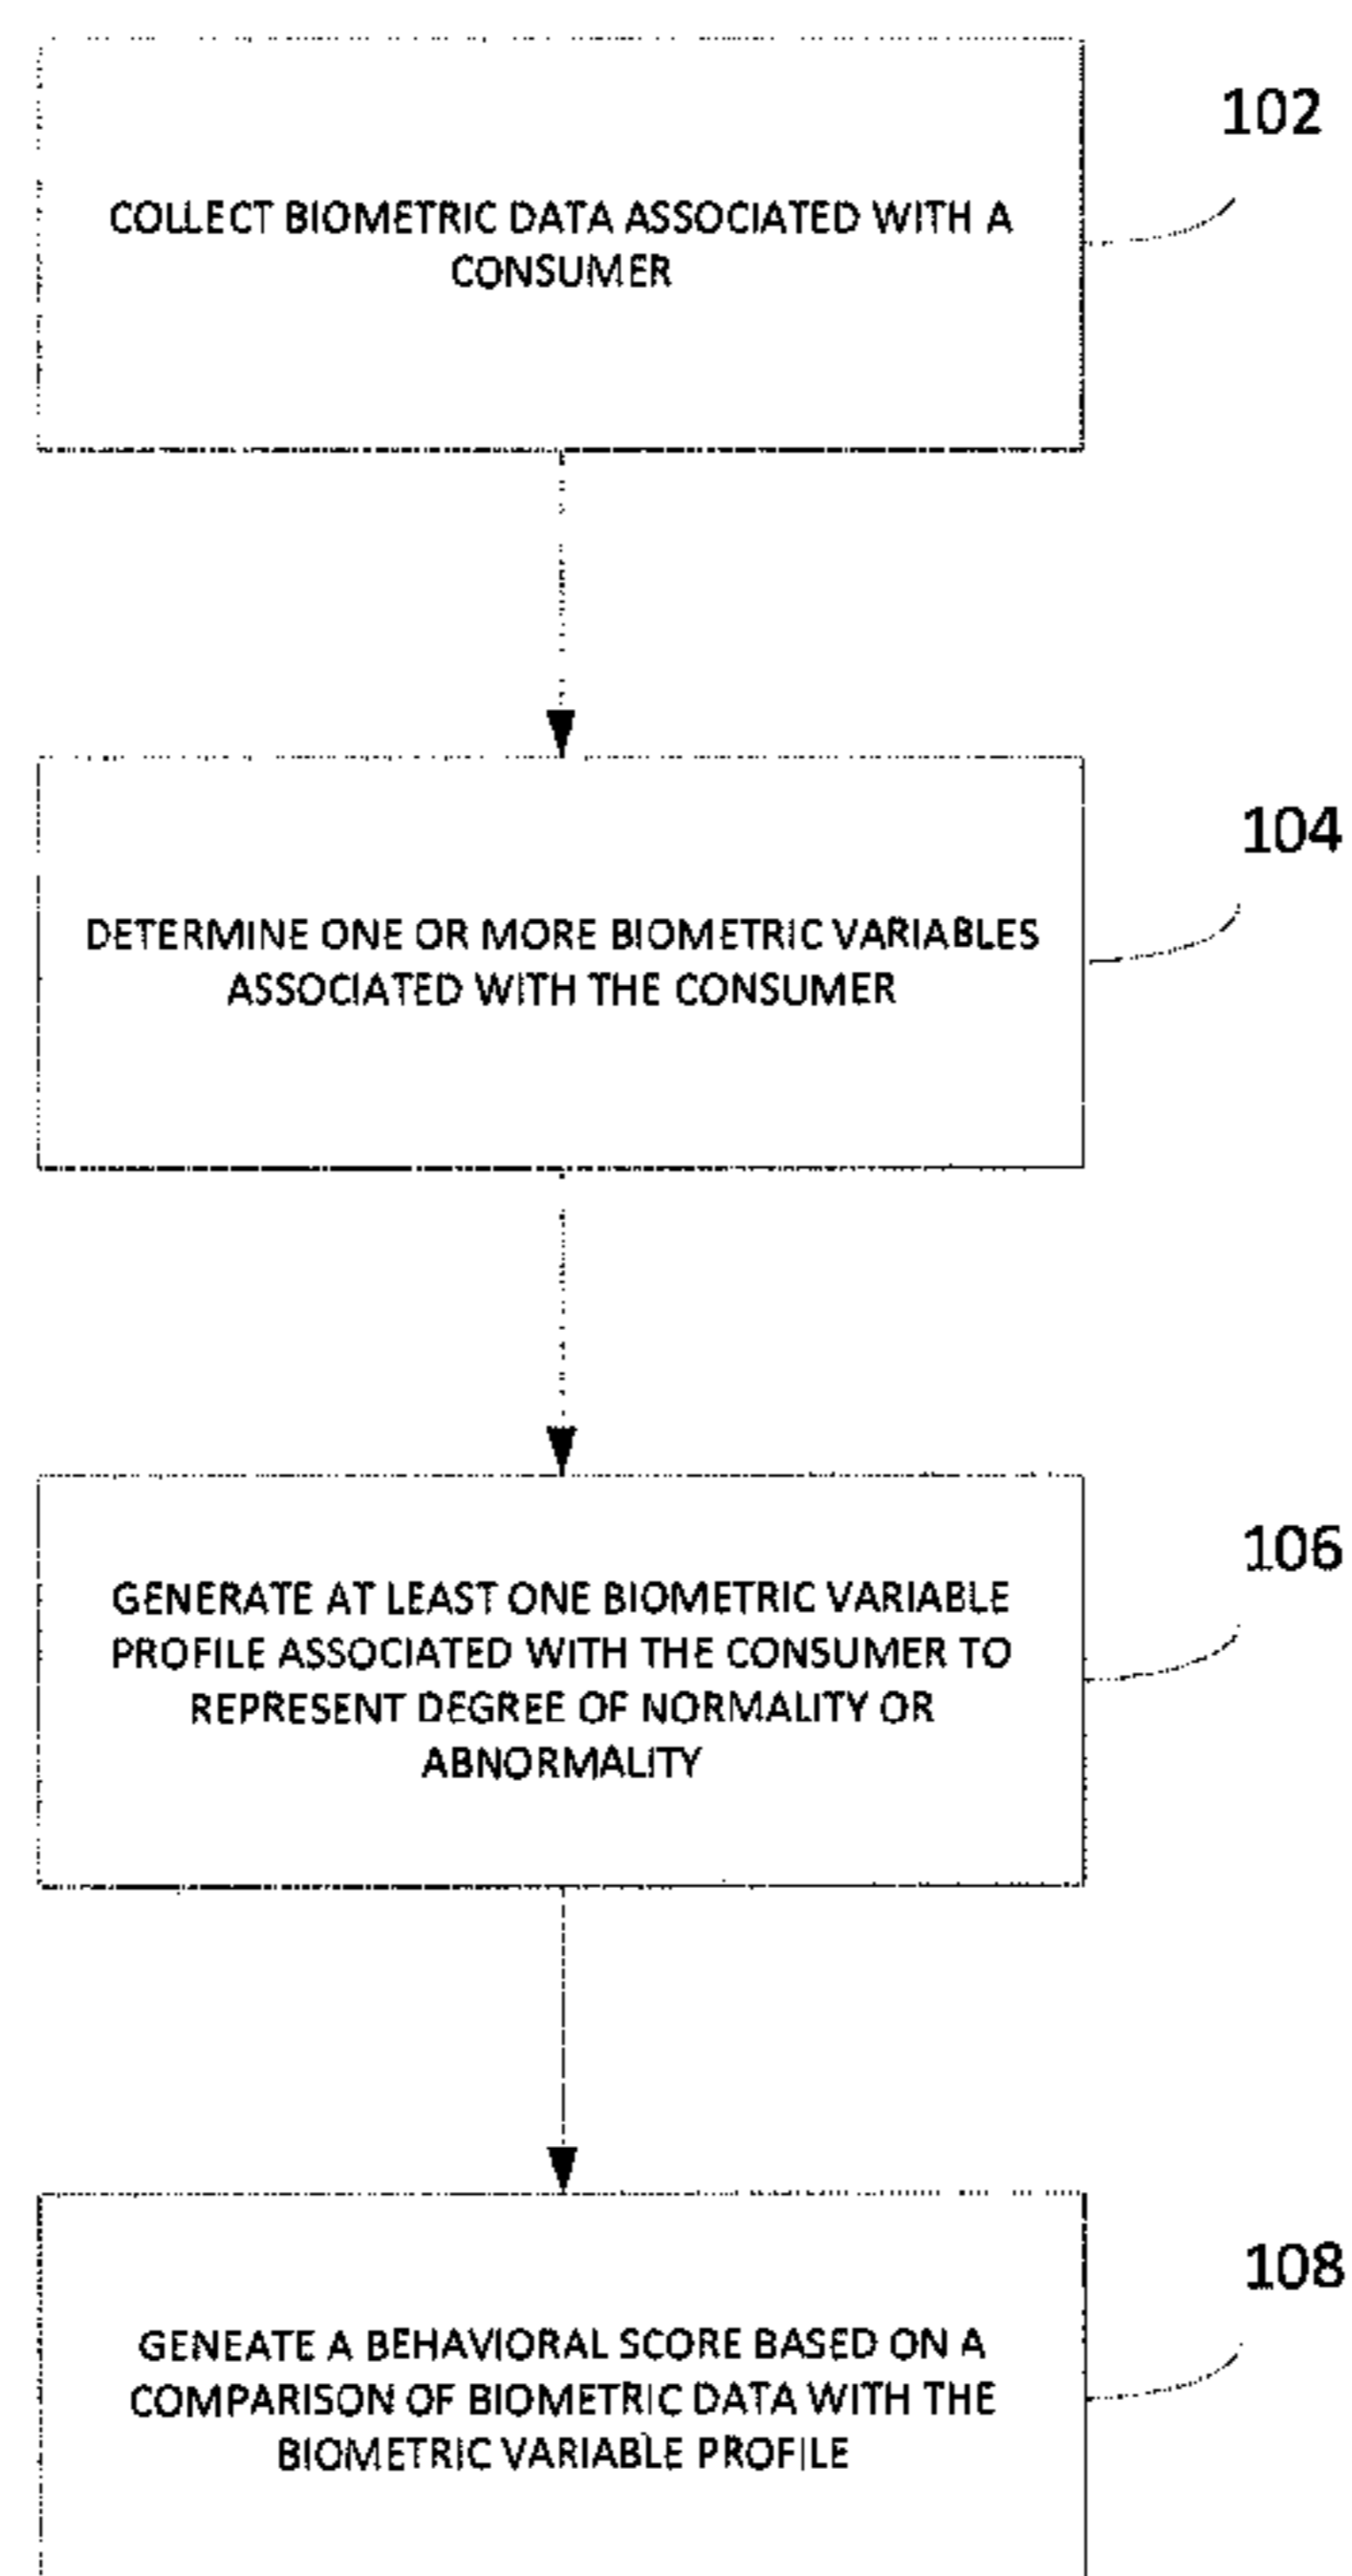 102
COLLECT BIOMETRIC DATA ASSOCIATED WITH A
CONSUMER
104
DETERMINE ONE OR MORE BIOMETRIC VARIABLES
ASSOCIATED WITH THE CONSUMER
106
GENERATE AT LEAST ONE BIOMETRIC VARIABLE
PROFILE ASSOCIATED WITH THE CONSUMER TO
REPRESENT DEGREE OF NORMALITY OR
ABNORMALITY
108
GENEATE A BEHAVIORAL SCORE BASED ON A
COMPARISON OF BIOMETRIC DATA WITH THE
BIOMETRIC VARIABLE PROFILE